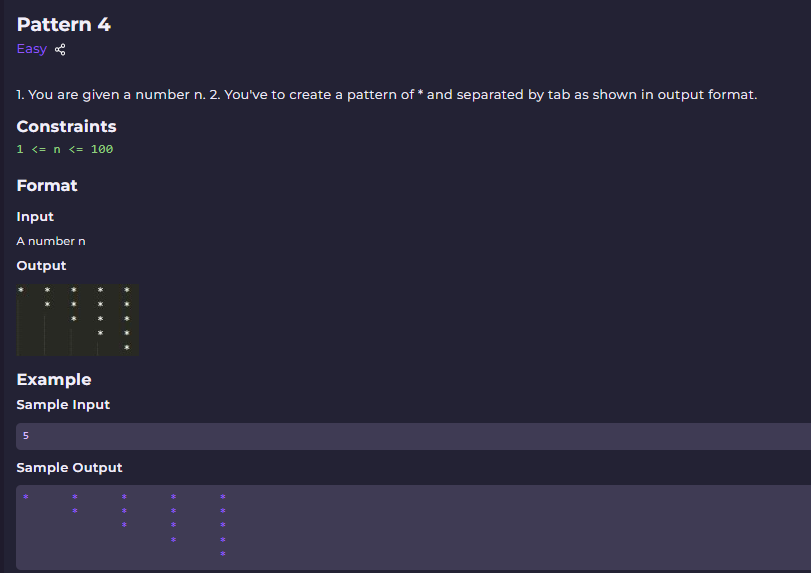 Pattern 4
Easy
1. You are given a number n. 2. You've to create a pattern of * and separated by tab as shown in output format.
Constraints
1 <= n <= 100
Format
Input
A number n
Output
* * * * *
* * * *
* * *
* *
*
Example
Sample Input
5
Sample Output
* * * * *
* * * *
* * *
* *
*